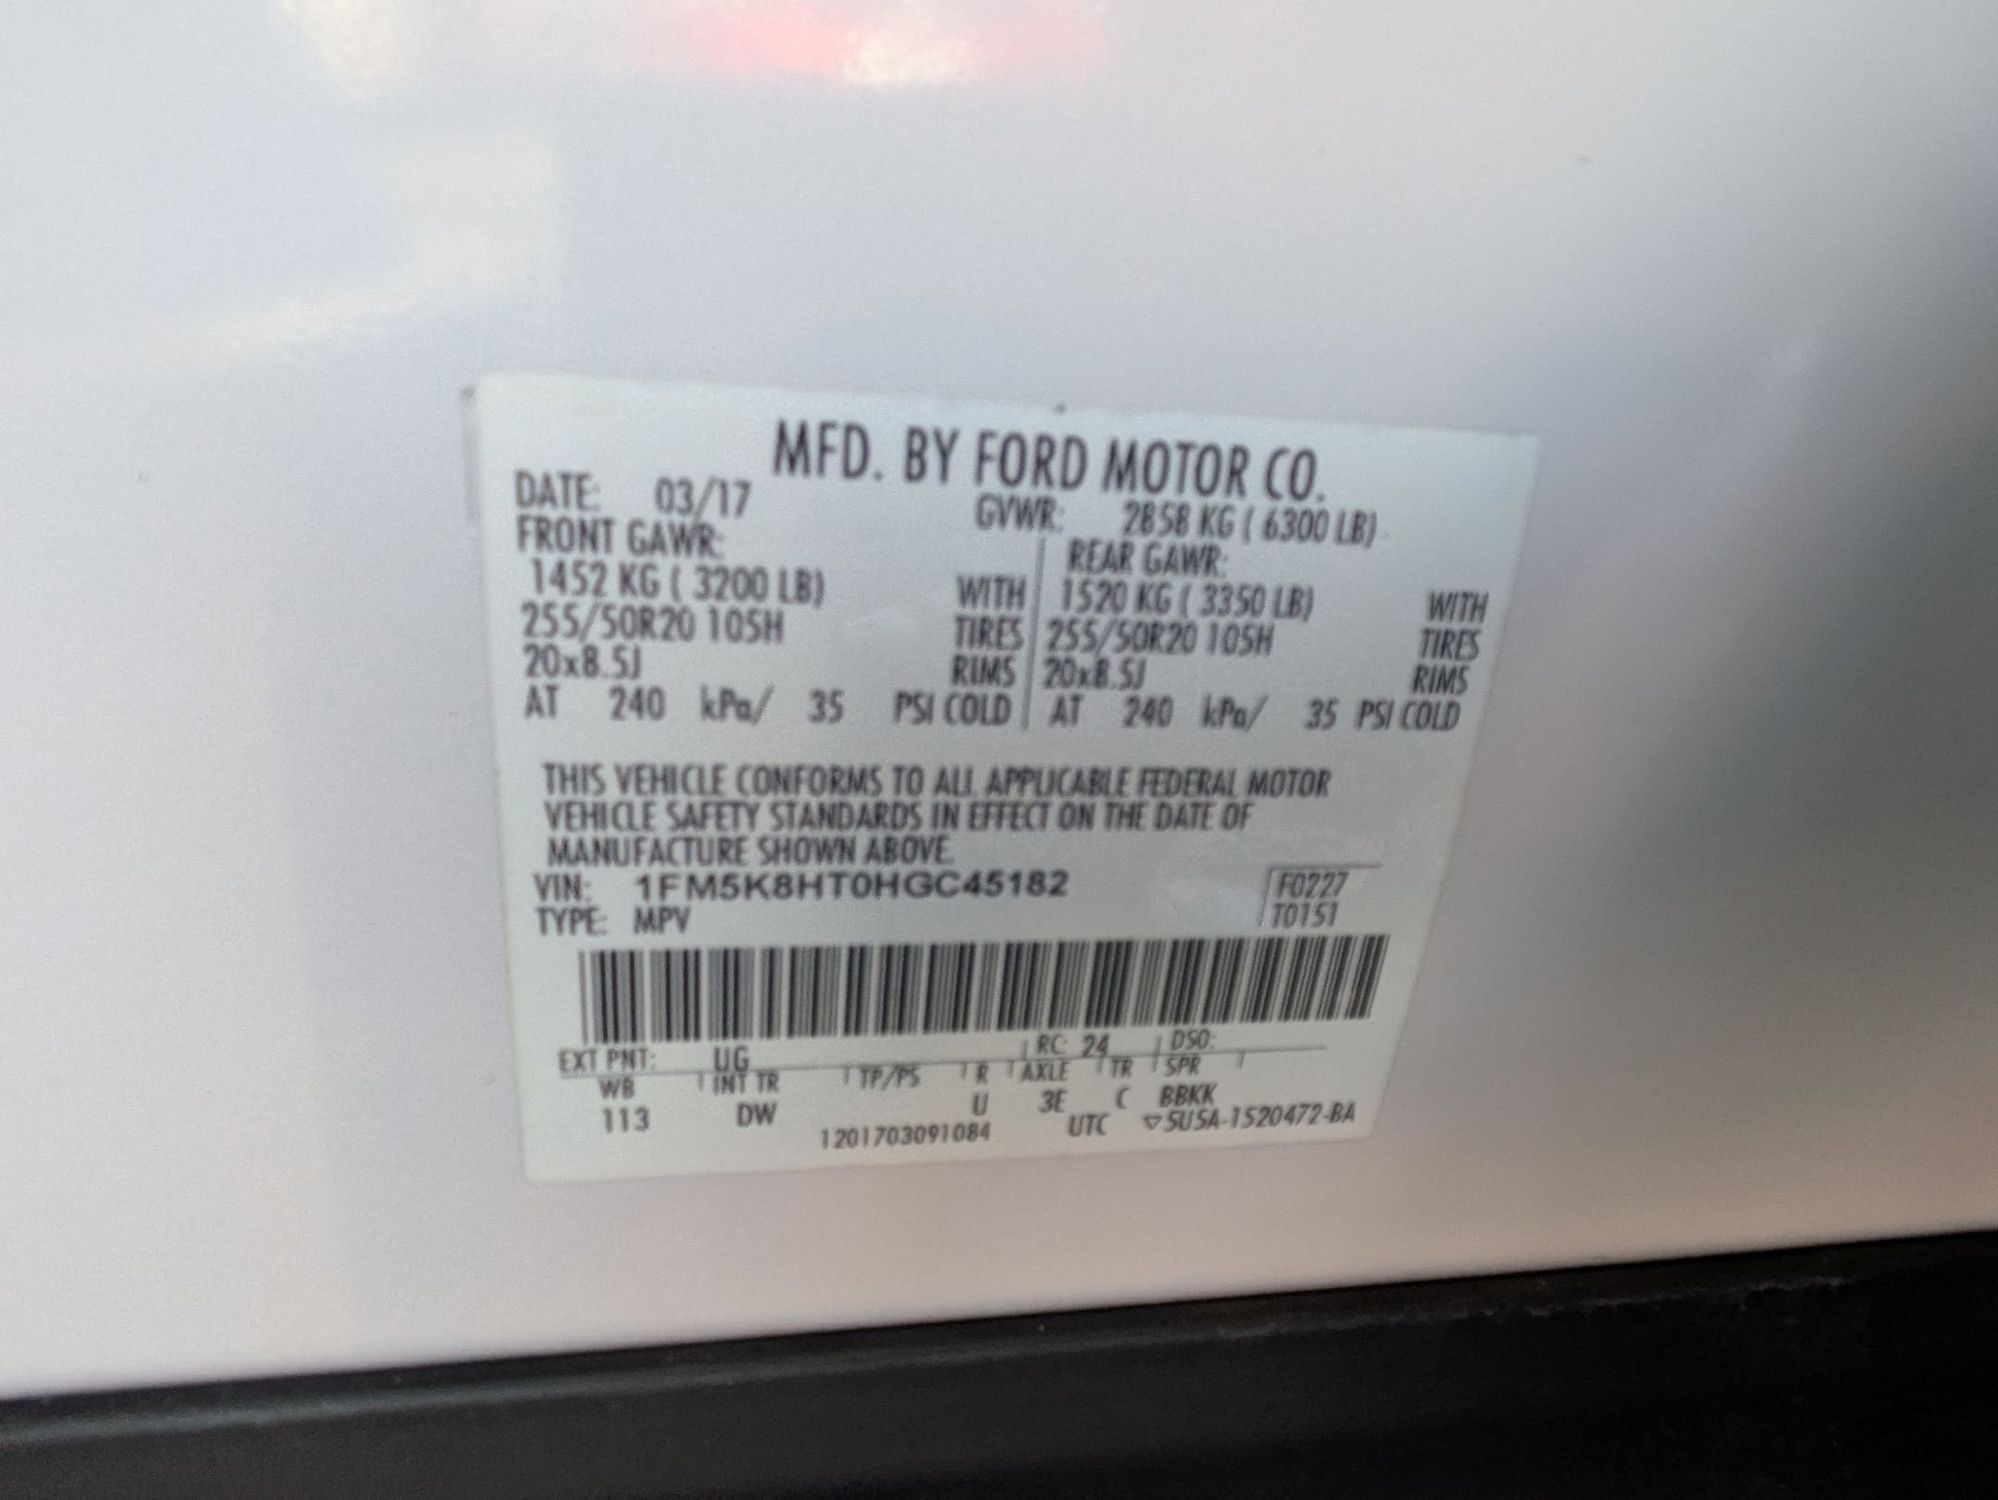 MFD. BY FORD MOTOR CO.
DATE: 03/17 GVWR: 2858 KG ( 6300 LB)
FRONT GAWR: REAR GAWR:
1452 KG ( 3200 LB) WITH 1520 KG ( 3350 LB) WITH
255/50R20 105H TIRES 255/50R20 105H TIRES
20x8.5J RIMS 20x8.5J RIMS
AT 240 kPa/ 35 PSI COLD AT 240 kPa/ 35 PSI COLD
THIS VEHICLE CONFORMS TO ALL APPLICABLE FEDERAL MOTOR
VEHICLE SAFETY STANDARDS IN EFFECT ON THE DATE OF
MANUFACTURE SHOWN ABOVE.
VIN: 1FM5K8HT0HGC45182 F0227
TYPE: MPV T0151
EXT PNT: UG RC: 24 DSO:
WB INT TR TP/PS R AXLE TR SPR
113 DW U 3E C BBKK
1201703091084 UTC ▽5U5A-1520472-BA